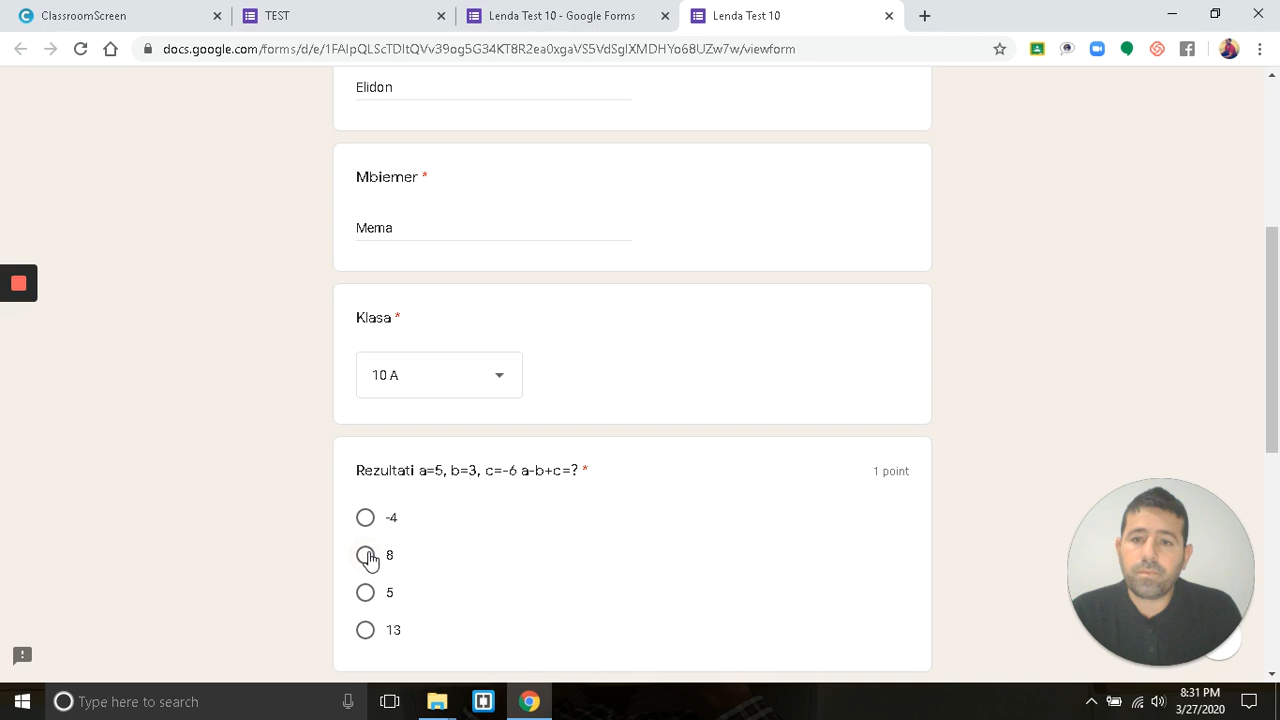 ClassroomScreen
TEST
Lenda Test 10 - Google Forms
Lenda Test 10
docs.google.com/forms/d/e/1FAIpQLScTDItQVv39og5G34KT8R2ea0xgaVS5VdSglXMDHYo68UZw7w/viewform
Elidon
Mbiemer *
Mema
Klasa *
10 A
Rezultati a=5, b=3, c=-6 a-b+c=? *
1 point
-4
8
5
13
Type here to search
8:31 PM
3/27/2020